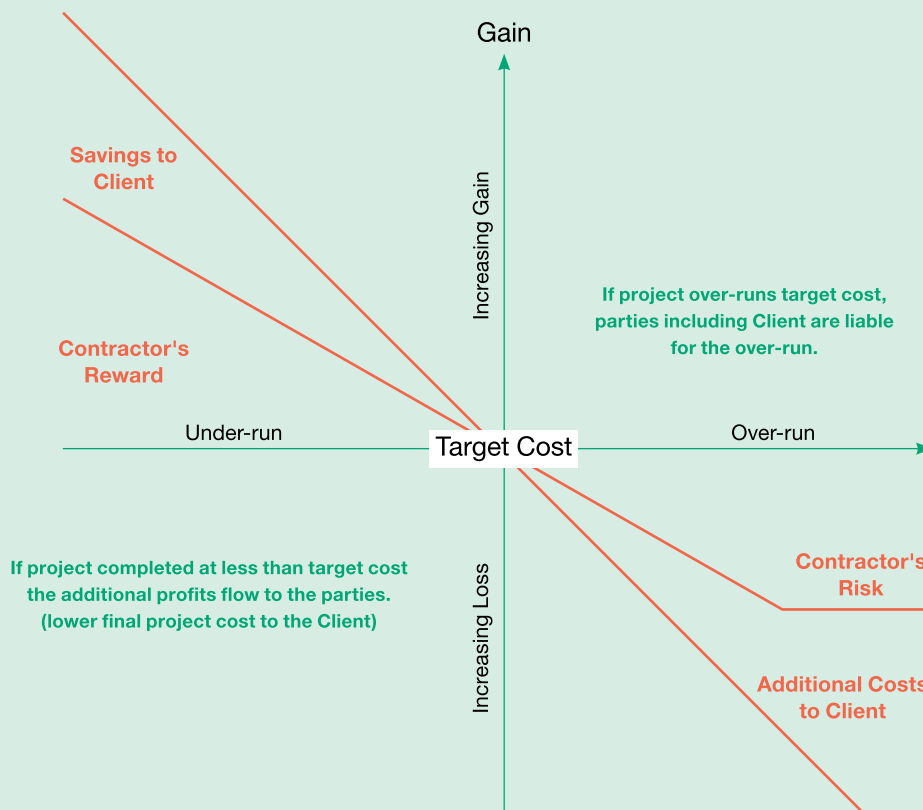 Gain
Savings to
Client
Increasing Gain
If project over-runs target cost,
parties including Client are liable
for the over-run.
Contractor's
Reward
Under-run
Target Cost
Over-run
If project completed at less than target cost
the additional profits flow to the parties.
(lower final project cost to the Client)
Increasing Loss
Contractor's
Risk
Additional Costs
to Client